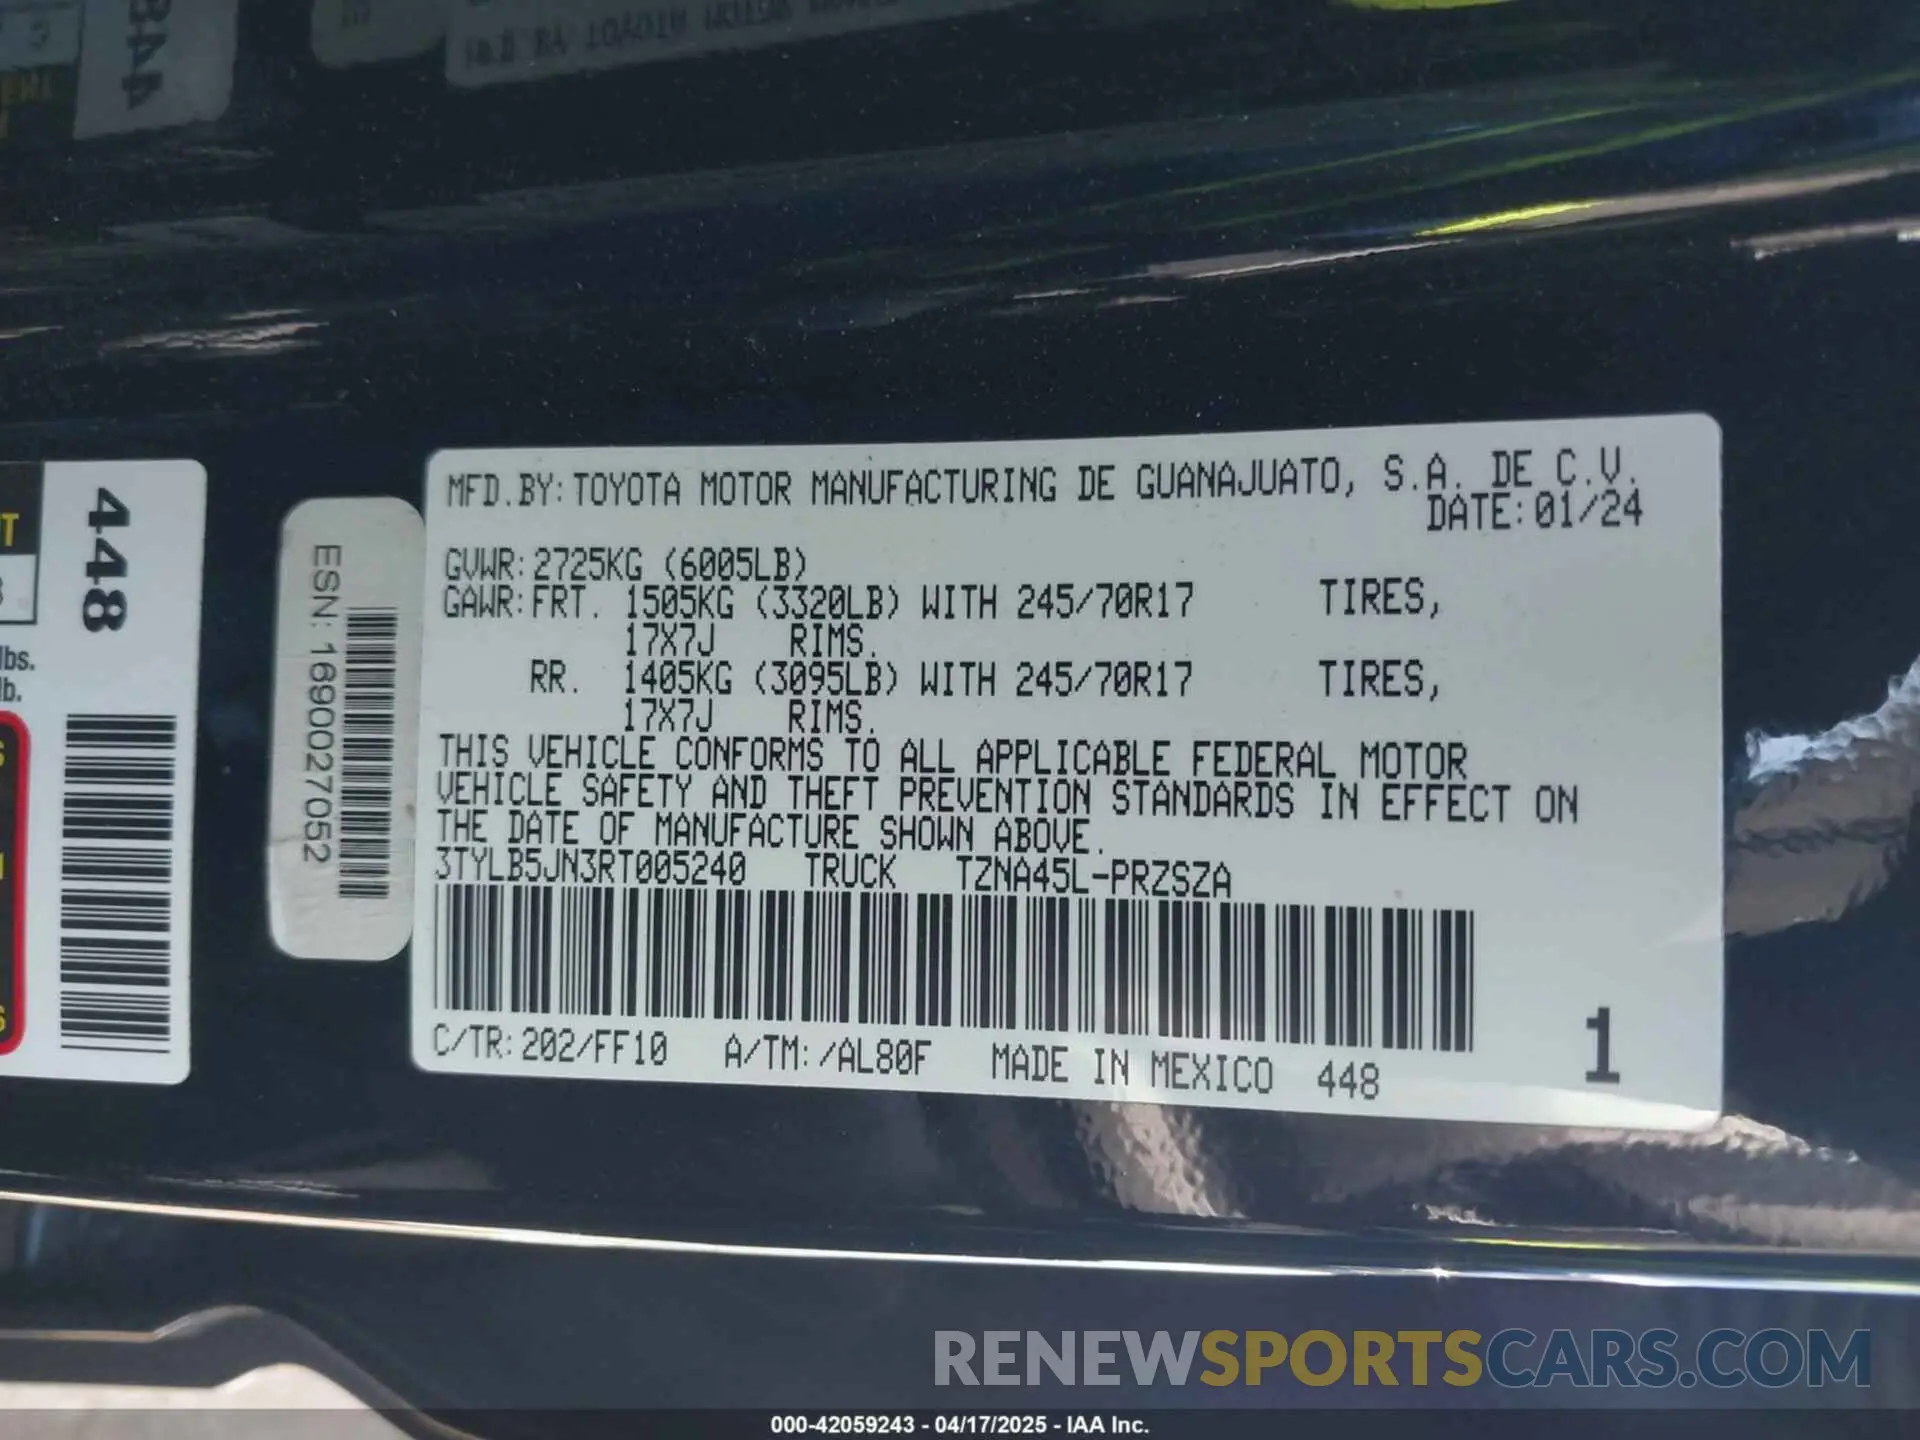 448
UT
lbs.
lb.
ESN: 1690027052
MFD.BY: TOYOTA MOTOR MANUFACTURING DE GUANAJUATO, S.A. DE C.V.
DATE: 01/24
GVWR: 2725KG (6005LB)
GAWR: FRT. 1505KG (3320LB) WITH 245/70R17 TIRES,
17X7J RIMS.
RR. 1405KG (3095LB) WITH 245/70R17 TIRES,
17X7J RIMS.
THIS VEHICLE CONFORMS TO ALL APPLICABLE FEDERAL MOTOR
VEHICLE SAFETY AND THEFT PREVENTION STANDARDS IN EFFECT ON
THE DATE OF MANUFACTURE SHOWN ABOVE.
3TYLB5JN3RT005240 TRUCK TZNA45L-PRZSZA
C/TR: 202/FF10 A/TM: /AL80F MADE IN MEXICO 448
1
RENEWSPORTSCARS.COM
000-42059243 - 04/17/2025 - IAA Inc.